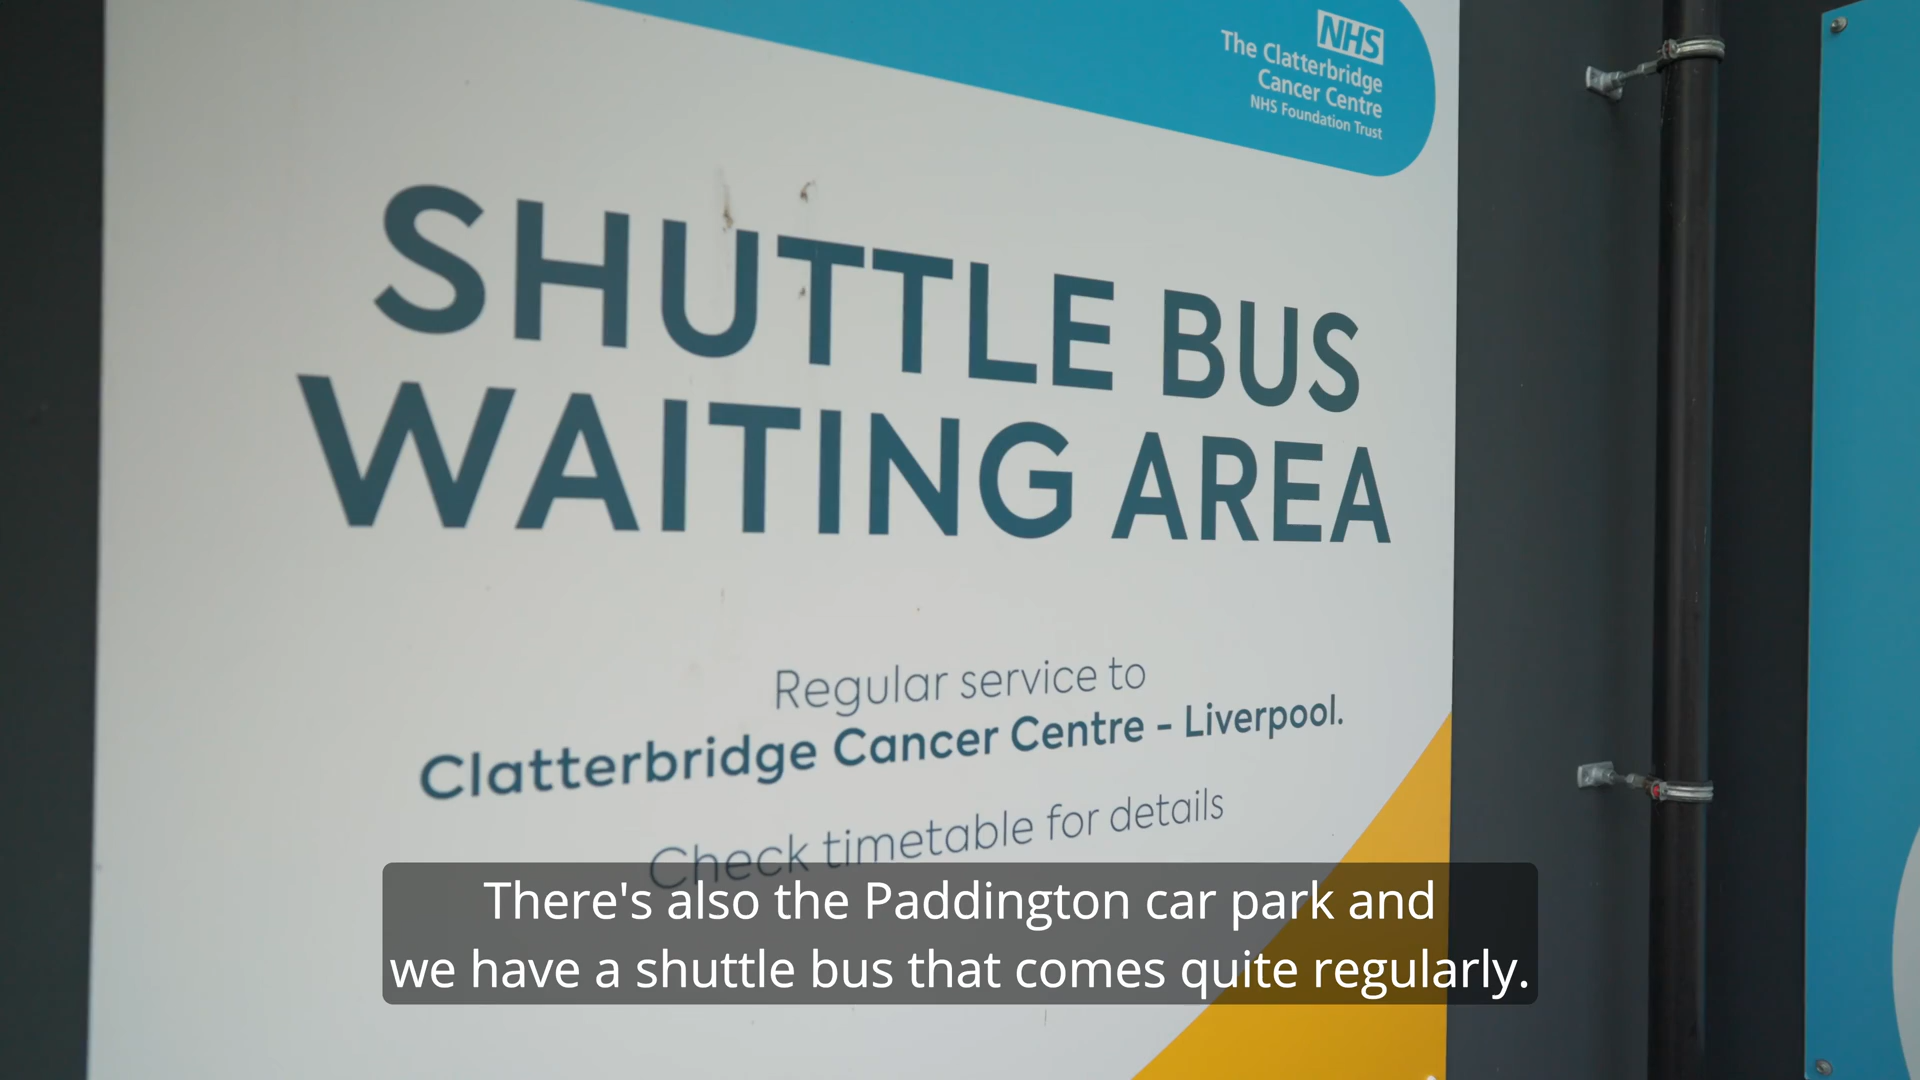 NHS
The Clatterbridge
Cancer Centre
NHS Foundation Trust
SHUTTLE BUS
WAITING AREA
Regular service to
Clatterbridge Cancer Centre - Liverpool.
Check timetable for details
There's also the Paddington car park and
we have a shuttle bus that comes quite regularly.